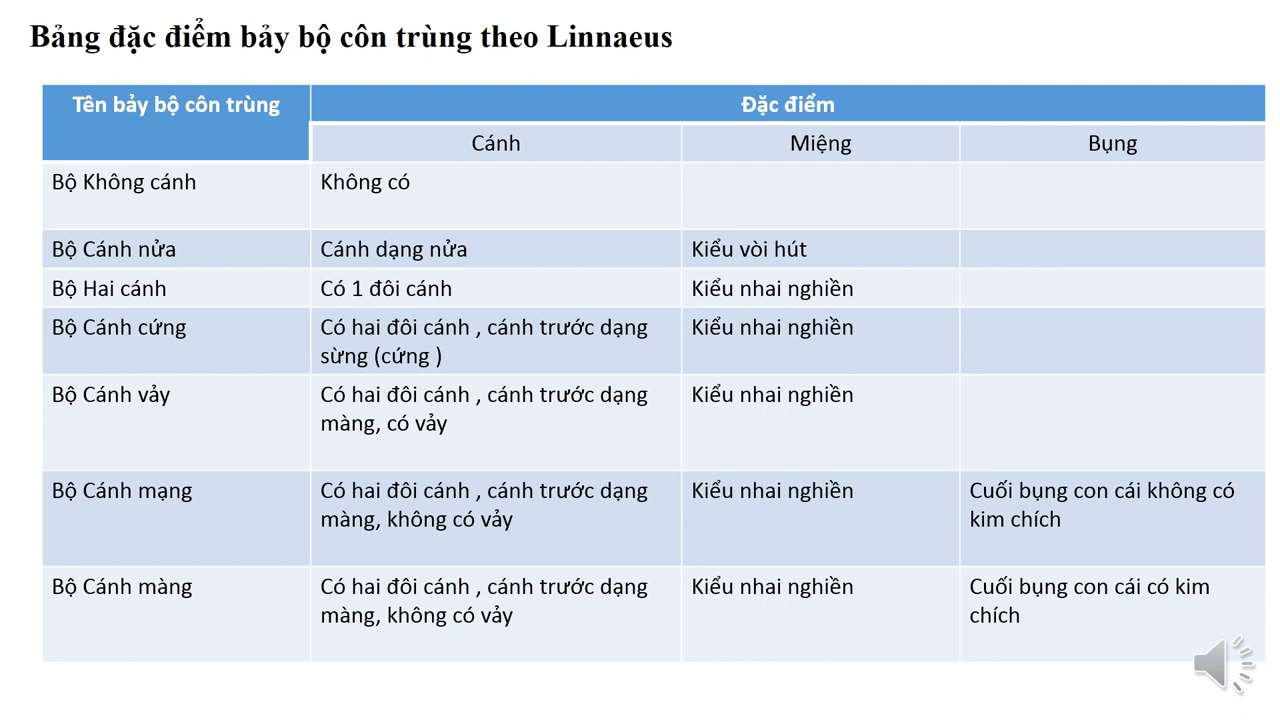 Bảng đặc điểm bảy bộ côn trùng theo Linnaeus
Tên bảy bộ côn trùng
Đặc điểm
Cánh
Miệng
Bụng
Bộ Không cánh
Không có
Bộ Cánh nửa
Cánh dạng nửa
Kiểu vòi hút
Bộ Hai cánh
Có 1 đôi cánh
Kiểu nhai nghiền
Bộ Cánh cứng
Có hai đôi cánh , cánh trước dạng
sừng (cứng )
Kiểu nhai nghiền
Bộ Cánh vảy
Có hai đôi cánh , cánh trước dạng
màng, có vảy
Kiểu nhai nghiền
Bộ Cánh mạng
Có hai đôi cánh , cánh trước dạng
màng, không có vảy
Kiểu nhai nghiền
Cuối bụng con cái không có
kim chích
Bộ Cánh màng
Có hai đôi cánh , cánh trước dạng
màng, không có vảy
Kiểu nhai nghiền
Cuối bụng con cái có kim
chích